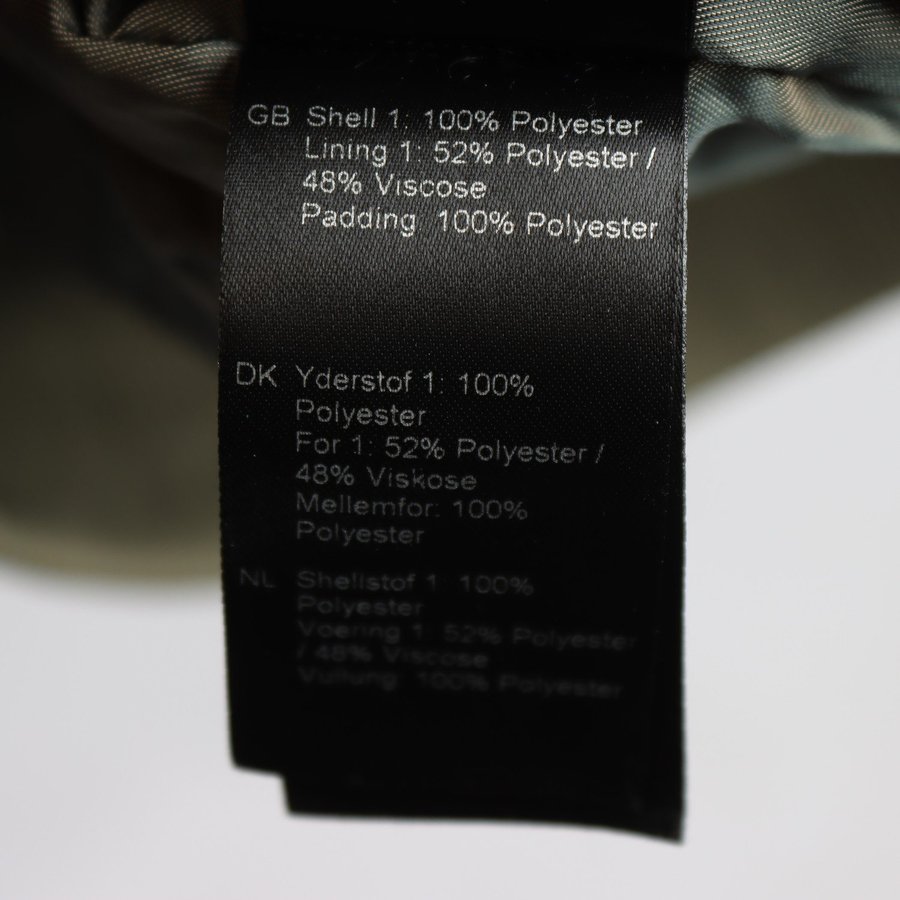 GB Shell 1: 100% Polyester
Lining 1: 52% Polyester /
48% Viscose
Padding: 100% Polyester
DK Yderstof 1: 100%
Polyester
For 1: 52% Polyester /
48% Viskose
Mellemfor: 100%
Polyester
NL Shellstof 1: 100%
Polyester
Voering 1: 52% Polyester
/ 48% Viscose
Vulling: 100% Polyester